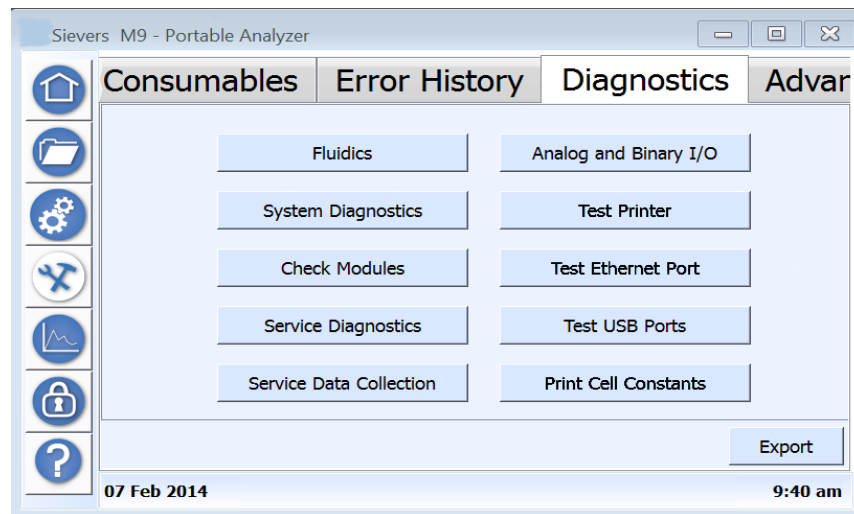 Sievers M9 - Portable Analyzer
Consumables Error History Diagnostics Advar
Fluidics Analog and Binary I/O
System Diagnostics Test Printer
Check Modules Test Ethernet Port
Service Diagnostics Test USB Ports
Service Data Collection Print Cell Constants
Export
?
07 Feb 2014 9:40 am